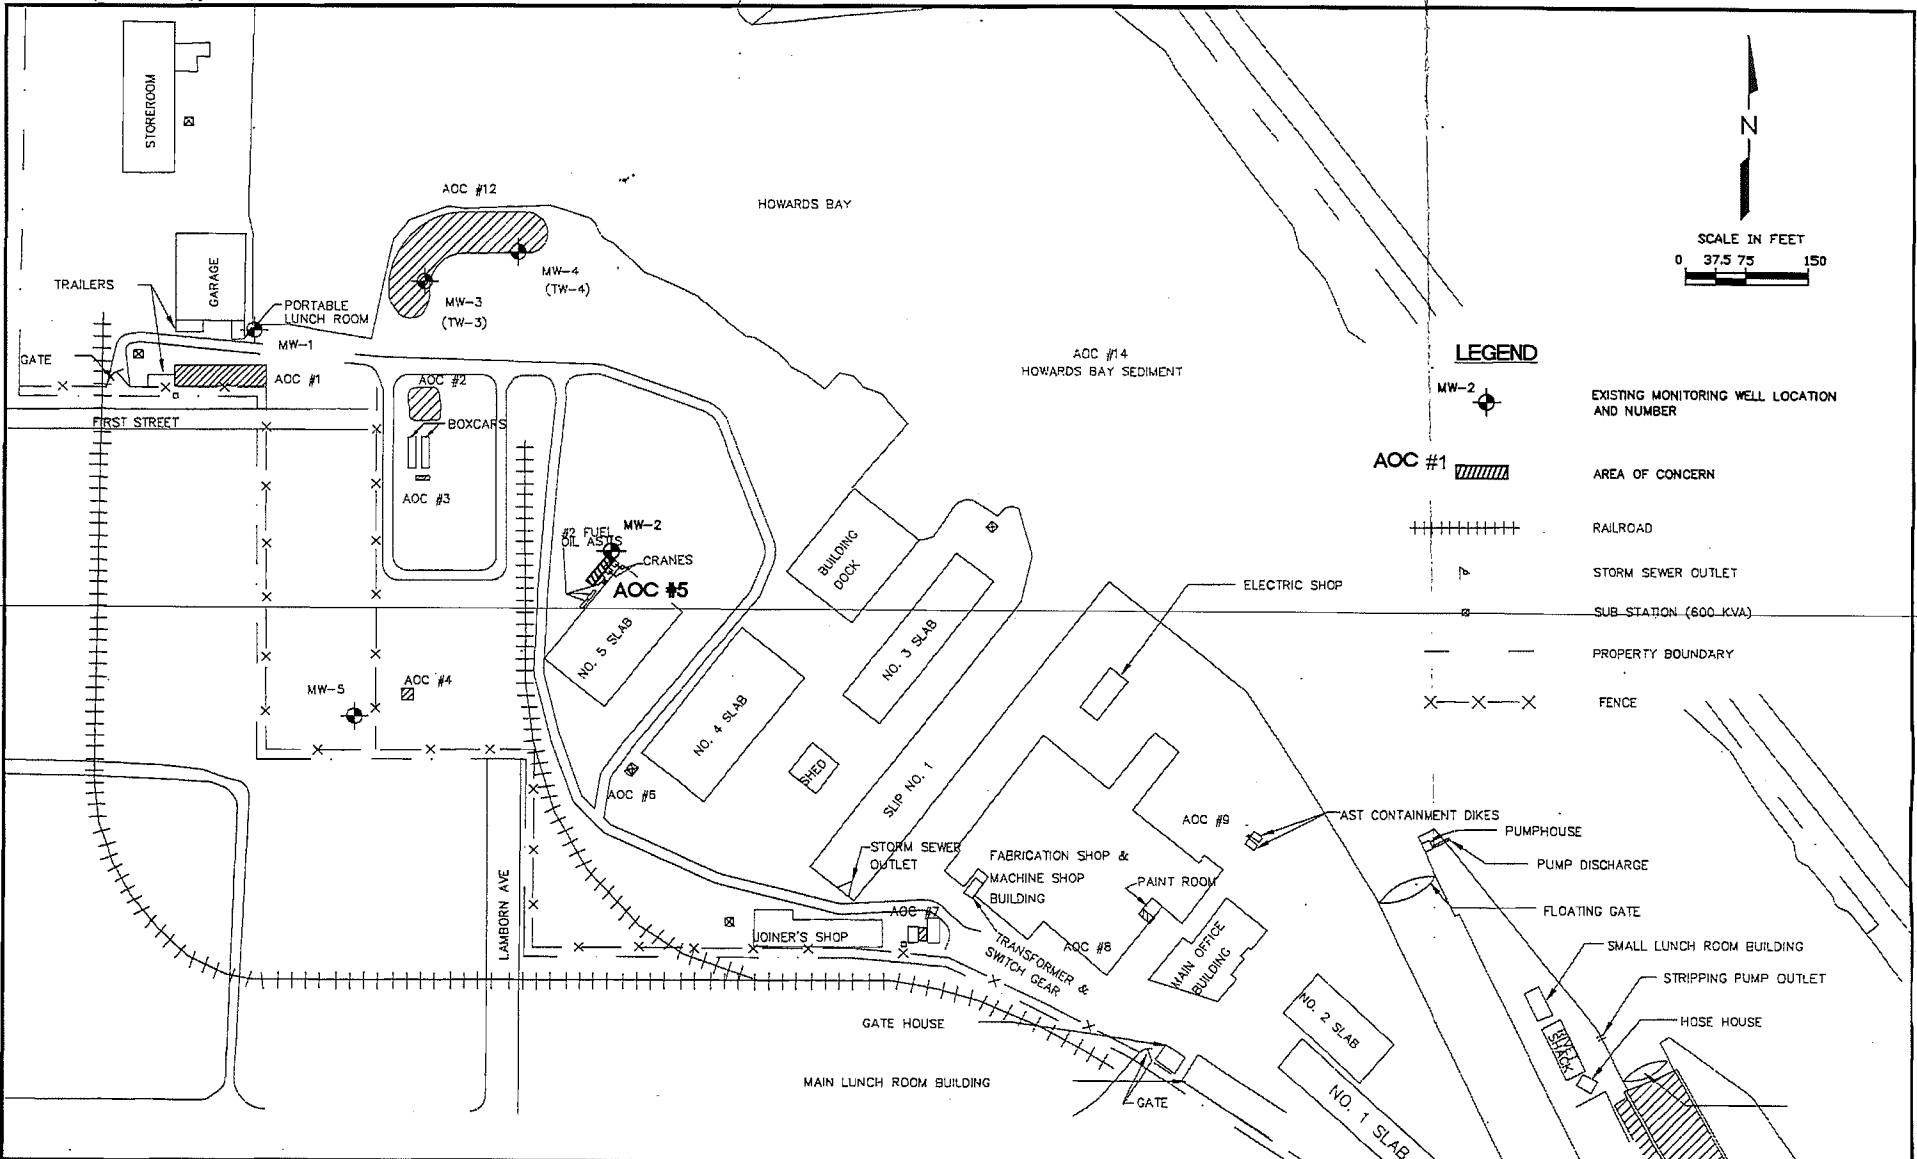 STOREROOM
AOC #12
HOWARDS BAY
N
SCALE IN FEET
0 37.5 75 150
GARAGE
TRAILERS
PORTABLE
LUNCH ROOM
MW-4
(TW-4)
MW-3
(TW-3)
MW-1
GATE
AOC #1
AOC #2
FIRST STREET
BOXCARS
AOC #3
AOC #14
HOWARDS BAY SEDIMENT
LEGEND
MW-2
EXISTING MONITORING WELL LOCATION
AND NUMBER
AOC #1
AREA OF CONCERN
RAILROAD
STORM SEWER OUTLET
SUB STATION (600 KVA)
PROPERTY BOUNDARY
FENCE
#2 FUEL
OIL ASTS
MW-2
CRANES
AOC #5
BUILDING
DOCK
ELECTRIC SHOP
NO. 5 SLAB
NO. 3 SLAB
MW-5
AOC #4
NO. 4 SLAB
SHED
SLIP NO. 1
AOC #6
AOC #9
AST CONTAINMENT DIKES
PUMPHOUSE
PUMP DISCHARGE
STORM SEWER
OUTLET
FABRICATION SHOP &
MACHINE SHOP
BUILDING
PAINT ROOM
LAMBORN AVE
FLOATING GATE
AOC #7
JOINER'S SHOP
TRANSFORMER &
SWITCH GEAR
AOC #8
MAIN OFFICE
BUILDING
SMALL LUNCH ROOM BUILDING
STRIPPING PUMP OUTLET
HOSE HOUSE
GATE HOUSE
NO. 2 SLAB
SHACK
MAIN LUNCH ROOM BUILDING
GATE
NO. 1 SLAB